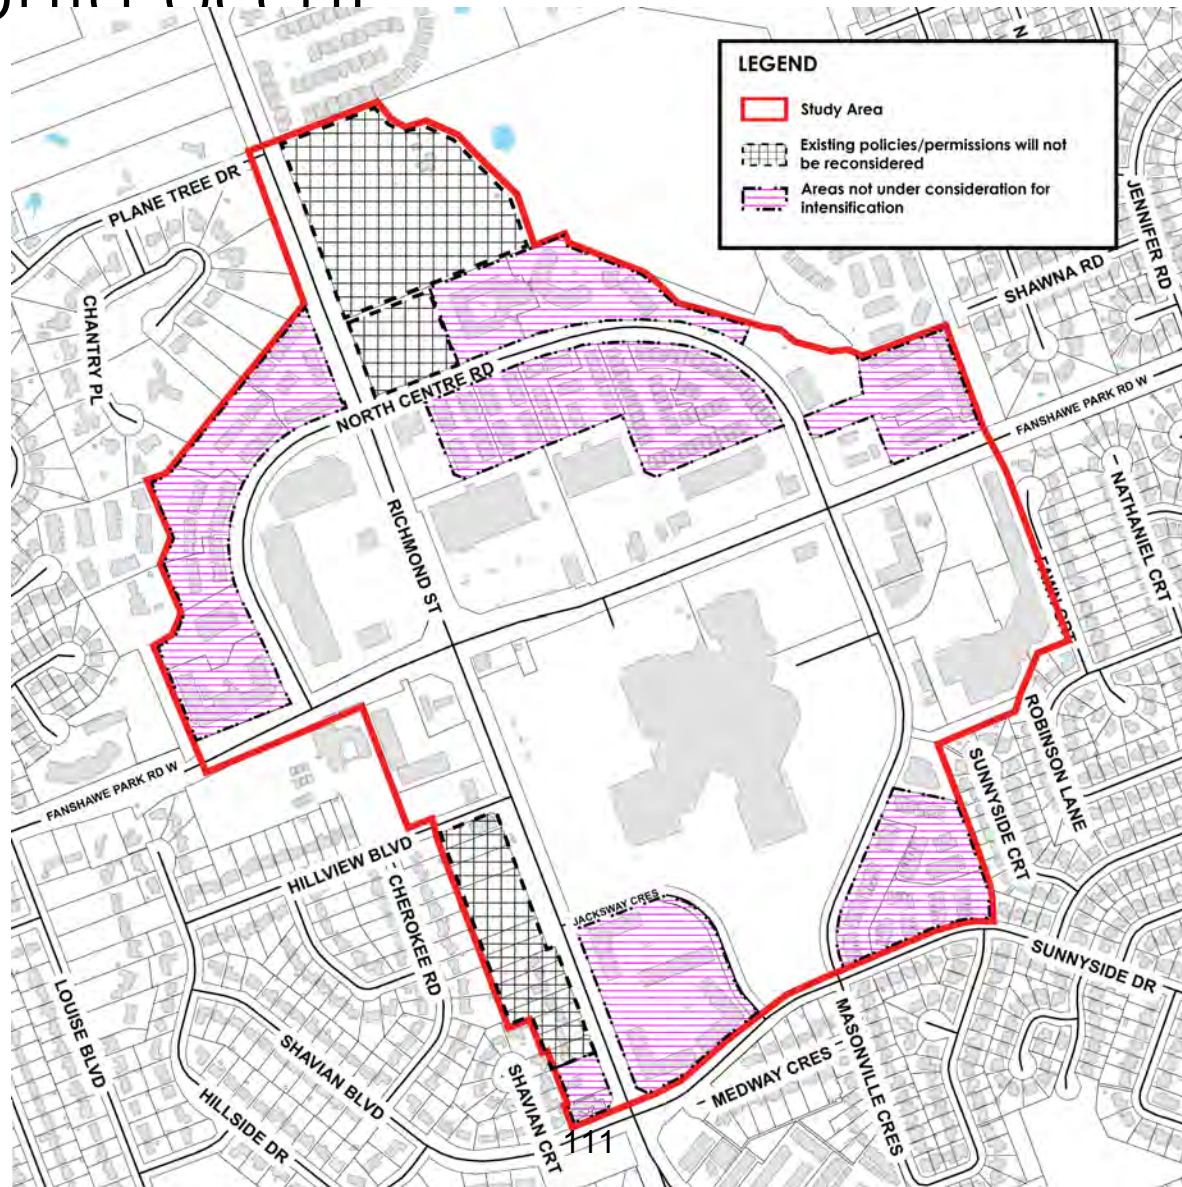 LEGEND
Study Area
Existing policies/permissions will not
be reconsidered
Areas not under consideration for
intensification
PLANE TREE DR
CHANTRY PL
NORTH CENTRE RD
RICHMOND ST
JENNIFER RD
SHAWNA RD
FANSHAWE PARK RD W
NATHANIEL CRT
FAWN CRT
ROBINSON LANE
SUNNYSIDE CRT
SUNNYSIDE DR
FANSHAWE PARK RD W
HILLVIEW BLVD
CHEROKEE RD
JACKSWAY CRES
LOUISE BLVD
SHAVIAN BLVD
HILLSIDE DR
SHAVIAN CRT
MEDWAY CRES
MASONVILLE CRES
111